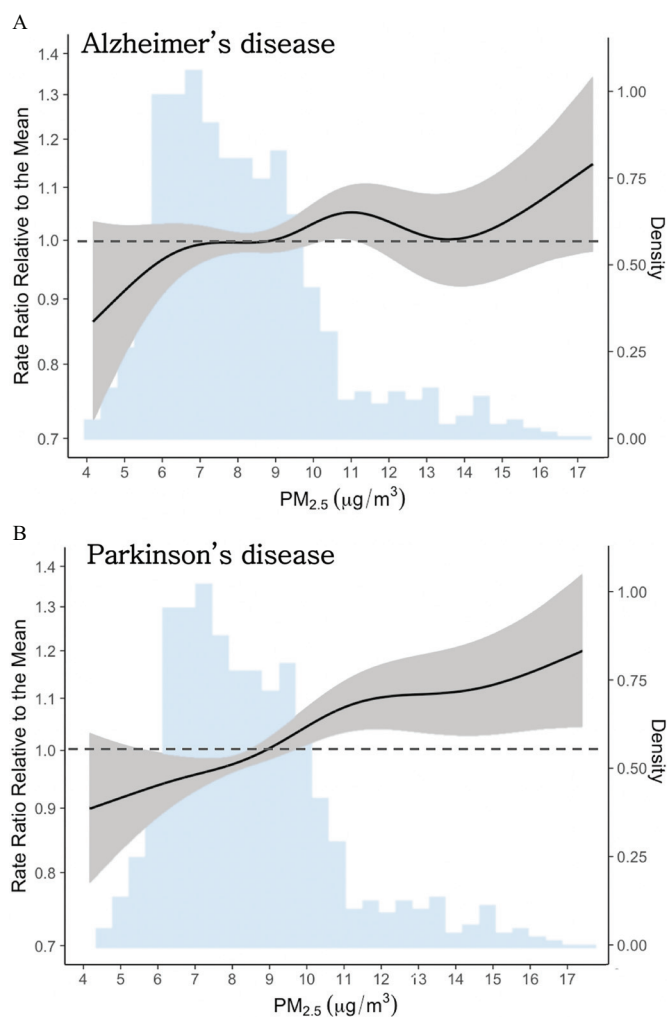 A
Alzheimer's disease
Rate Ratio Relative to the Mean
1.4
1.3
1.2
1.1
1.0
0.9
0.8
0.7
1.00
0.75
0.50
0.25
0.00
Density
4 5 6 7 8 9 10 11 12 13 14 15 16 17
PM2.5 (μg/m³)
B
Parkinson's disease
Rate Ratio Relative to the Mean
1.4
1.3
1.2
1.1
1.0
0.9
0.8
0.7
1.00
0.75
0.50
0.25
0.00
Density
4 5 6 7 8 9 10 11 12 13 14 15 16 17
PM2.5 (μg/m³)